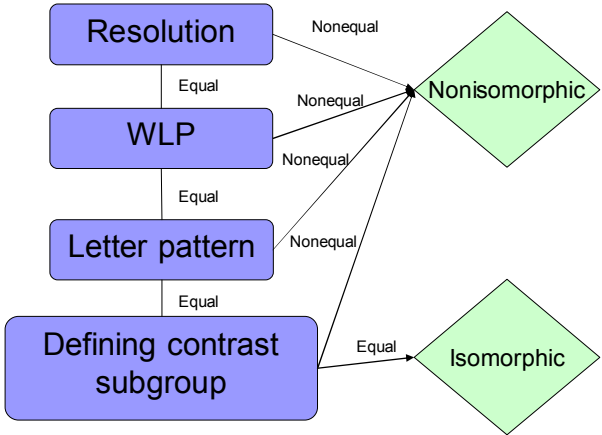 Resolution
Nonequal
Equal
Nonisomorphic
Nonequal
WLP
Nonequal
Equal
Letter pattern
Nonequal
Equal
Defining contrast
subgroup
Equal
Isomorphic